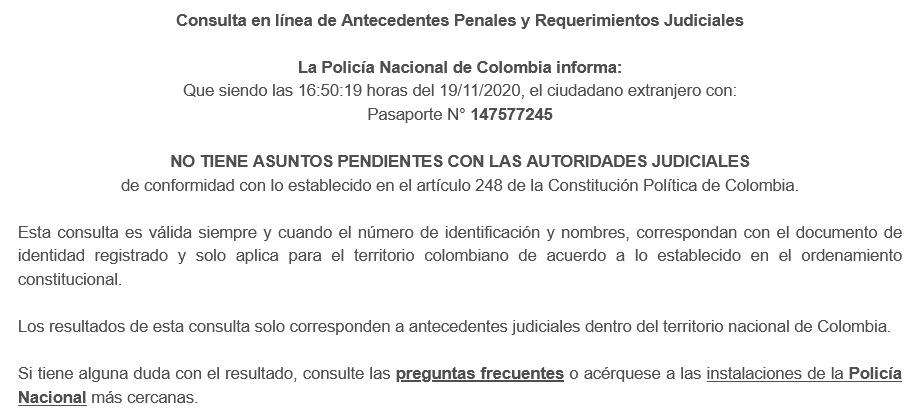 Consulta en línea de Antecedentes Penales y Requerimientos Judiciales
La Policía Nacional de Colombia informa:
Que siendo las 16:50:19 horas del 19/11/2020, el ciudadano extranjero con:
Pasaporte N° 147577245
NO TIENE ASUNTOS PENDIENTES CON LAS AUTORIDADES JUDICIALES
de conformidad con lo establecido en el artículo 248 de la Constitución Política de Colombia.
Esta consulta es válida siempre y cuando el número de identificación y nombres, correspondan con el documento de
identidad registrado y solo aplica para el territorio colombiano de acuerdo a lo establecido en el ordenamiento
constitucional.
Los resultados de esta consulta solo corresponden a antecedentes judiciales dentro del territorio nacional de Colombia.
Si tiene alguna duda con el resultado, consulte las preguntas frecuentes o acérquese a las instalaciones de la Policía
Nacional más cercanas.